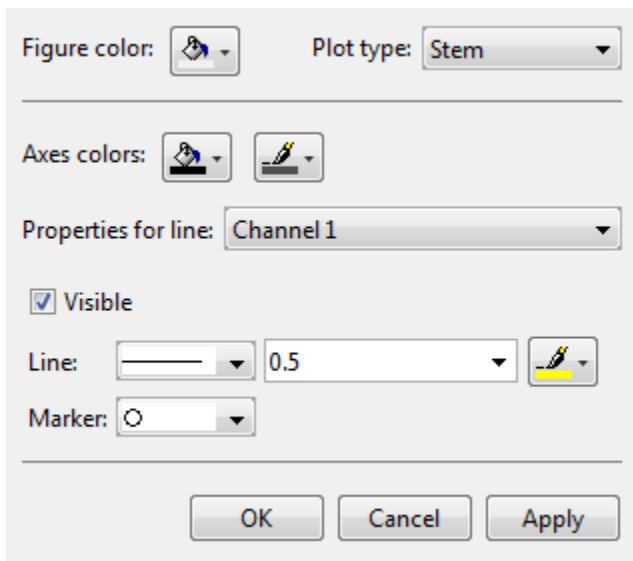 Figure color: Plot type: Stem
Axes colors:
Properties for line: Channel 1
Visible
Line: 0.5
Marker:
OK Cancel Apply